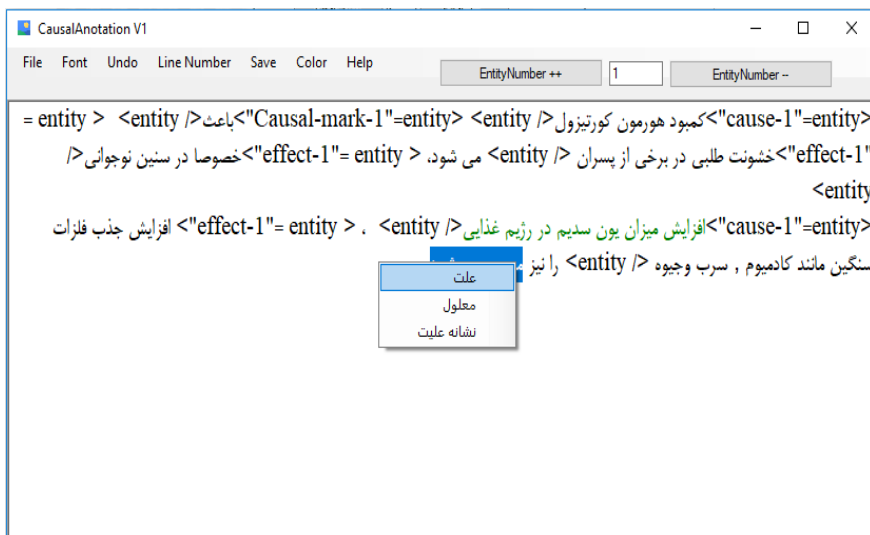 CausalAnotation V1
File Font Undo Line Number Save Color Help
EntityNumber ++ 1 EntityNumber --
<entity="cause-1">کمبود هورمون کورتیزول</entity> <entity="Causal-mark-1">باعث</entity> < entity =
"effect-1">خشونت طلبی در برخی از پسران </entity> می شود، < entity ="effect-1">خصوصا در سنین نوجوانی</
entity>
<entity="cause-1">افزایش میزان یون سدیم در رژیم غذایی</entity> ، < entity ="effect-1"> افزایش جذب فلزات
سنگین مانند کادمیوم , سرب وجیوه </entity> را نیز
علت
معلول
نشانه علیت